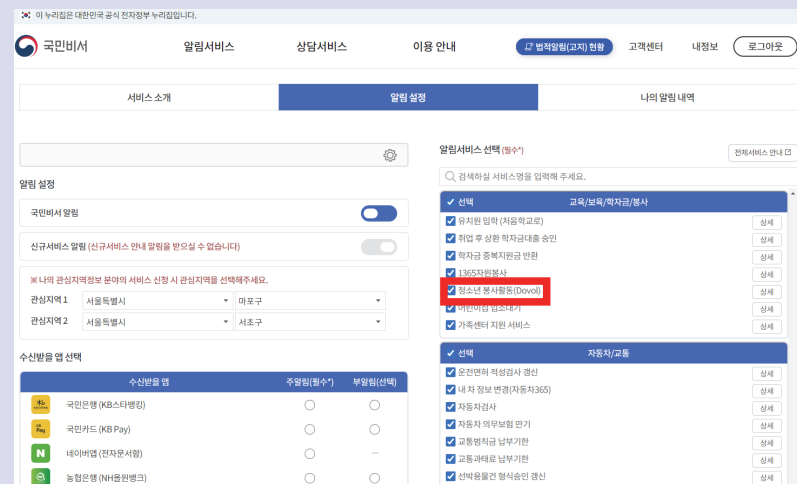 이 누리집은 대한민국 공식 전자정부 누리집입니다.
국민비서
알림서비스
상담서비스
이용 안내
법적알림(고지) 현황
고객센터
내정보
로그아웃
서비스 소개
알림 설정
나의 알림 내역
알림 설정
국민비서 알림
신규서비스 알림 (신규서비스 안내 알림을 받으실 수 없습니다)
※ 나의 관심지역정보 분야의 서비스 신청 시 관심지역을 선택해주세요.
관심지역 1 서울특별시 마포구
관심지역 2 서울특별시 서초구
수신받을 앱 선택
수신받을 앱 주알림(필수*) 부알림(선택)
국민은행 (KB스타뱅킹)
Pay
국민카드 (KB Pay)
N
네이버앱 (전자문서함)
농협은행 (NH올원뱅크)
알림서비스 선택 (필수*)
전체서비스 안내
검색하실 서비스명을 입력해 주세요.
선택 교육/보육/학자금/봉사
유치원 입학 (처음학교로) 상세
취업 후 상환 학자금대출 승인 상세
학자금 중복지원금 반환 상세
1365자원봉사 상세
청소년 봉사활동(Dovol) 상세
어린이집 입소대기 상세
가족센터 지원 서비스 상세
선택 자동차/교통
운전면허 적성검사 갱신 상세
내 차 정보 변경(자동차365) 상세
자동차검사 상세
자동차 의무보험 만기 상세
교통범칙금 납부기한 상세
교통과태료 납부기한 상세
선박용물건 형식승인 갱신 상세